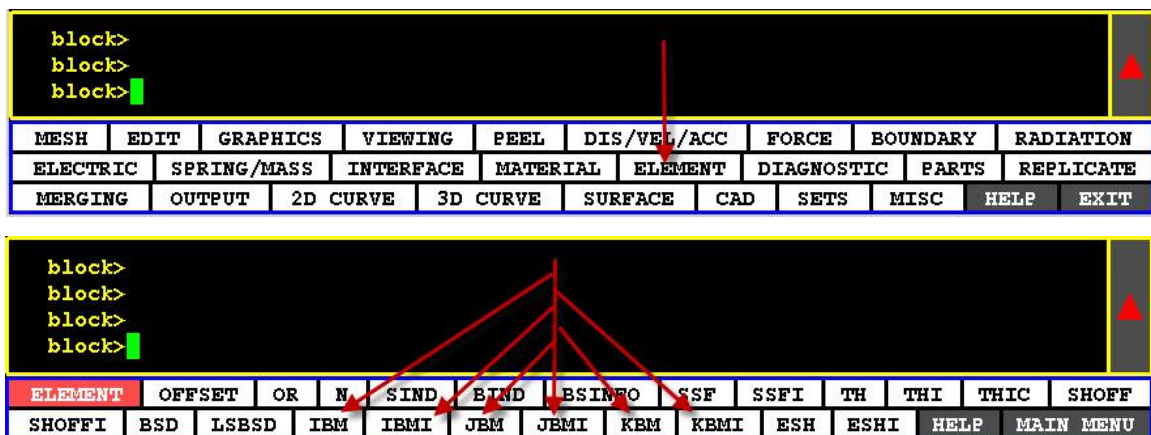 block>
block>
block>
MESH EDIT GRAPHICS VIEWING PEEL DIS/VEL/ACC FORCE BOUNDARY RADIATION
ELECTRIC SPRING/MASS INTERFACE MATERIAL ELEMENT DIAGNOSTIC PARTS REPLICATE
MERGING OUTPUT 2D CURVE 3D CURVE SURFACE CAD SETS MISC HELP EXIT
block>
block>
block>
block>
ELEMENT OFFSET OR N SIND BIND BSINFO SSF SSFI TH THI THIC SHOFF
SHOFFI BSD LSBSD IBM IBMI JBM JBMI KBM KBMI ESH ESHI HELP MAIN MENU